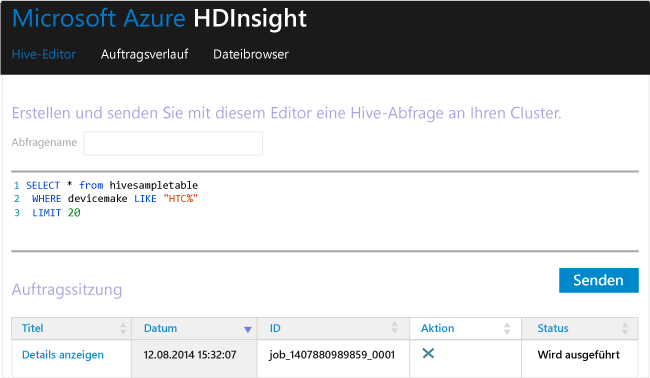 Microsoft Azure HDInsight
Hive-Editor Auftragsverlauf Dateibrowser
Erstellen und senden Sie mit diesem Editor eine Hive-Abfrage an Ihren Cluster.
Abfragename
1 SELECT * from hivesampletable
2 WHERE devicemake LIKE "HTC%"
3 LIMIT 20
Senden
Auftragssitzung
Titel Datum ID Aktion Status
Details anzeigen 12.08.2014 15:32:07 job_1407880989859_0001 Wird ausgeführt